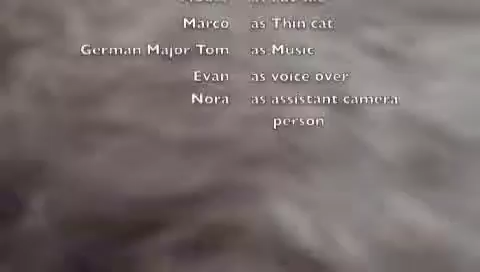 Marco as Thin cat
German Major Tom as Music
Evan as voice over
Nora as assistant camera
person